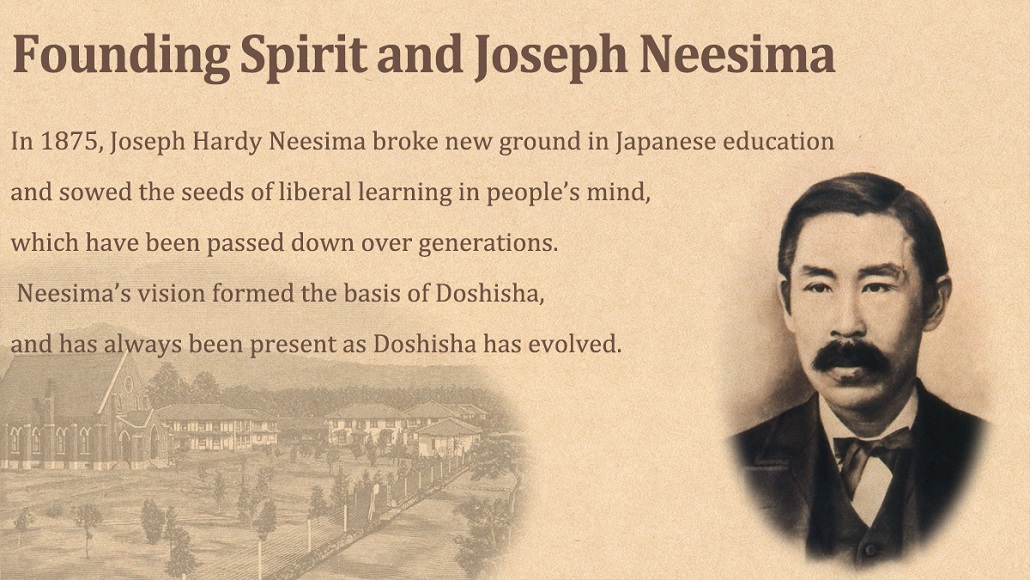 Founding Spirit and Joseph Neesima
In 1875, Joseph Hardy Neesima broke new ground in Japanese education
and sowed the seeds of liberal learning in people’s mind,
which have been passed down over generations.
Neesima’s vision formed the basis of Doshisha,
and has always been present as Doshisha has evolved.